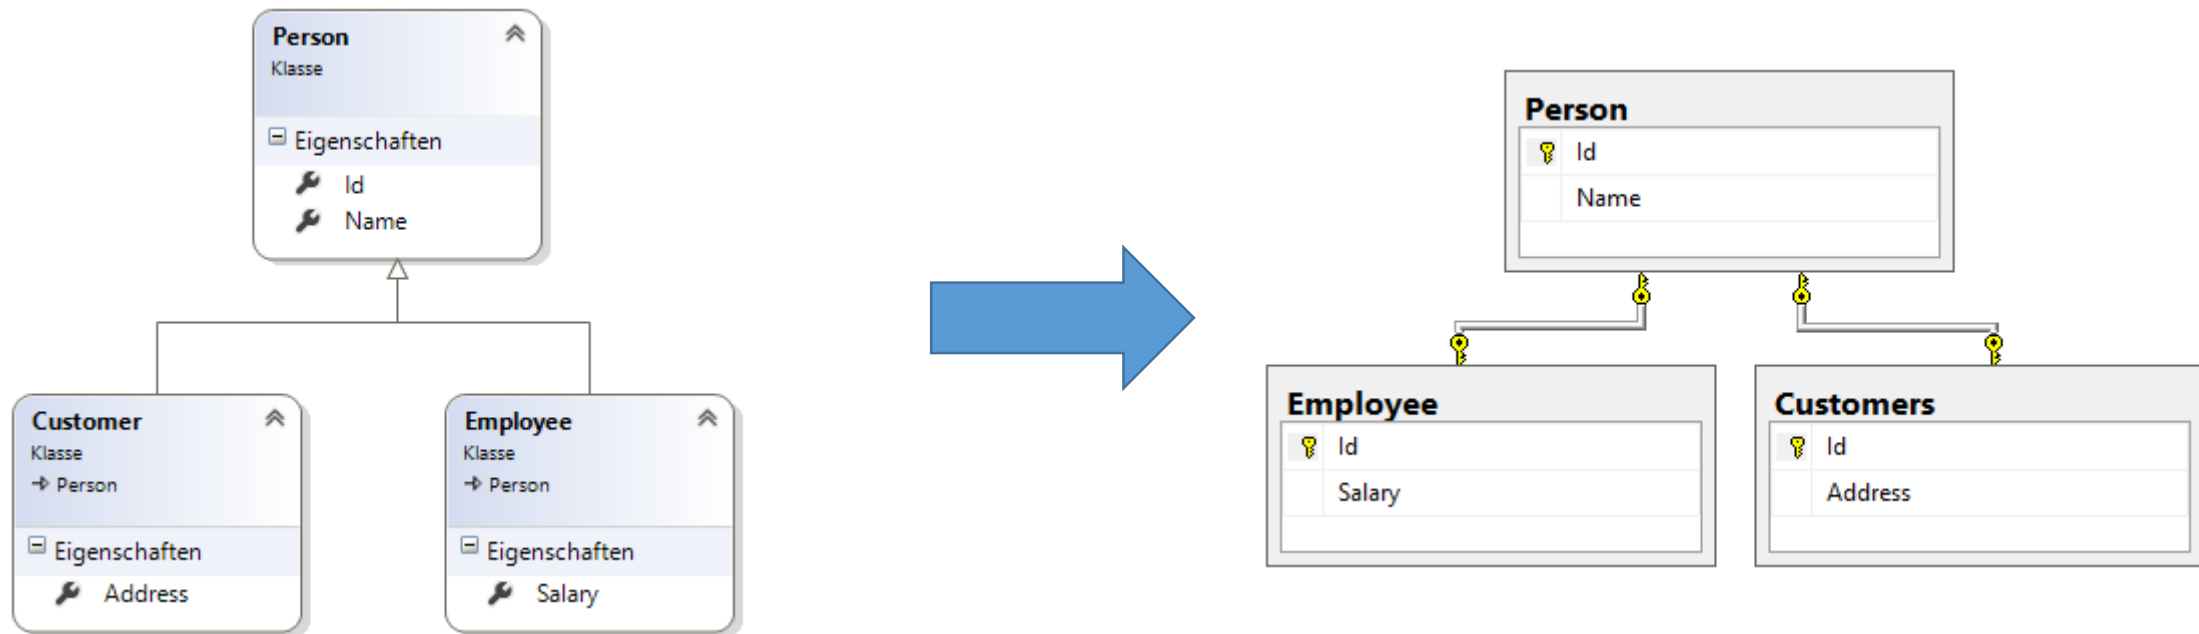 Person
Klasse
Eigenschaften
Id
Name
Customer
Klasse
Person
Eigenschaften
Address
Employee
Klasse
Person
Eigenschaften
Salary
Person
Id
Name
Employee
Id
Salary
Customers
Id
Address